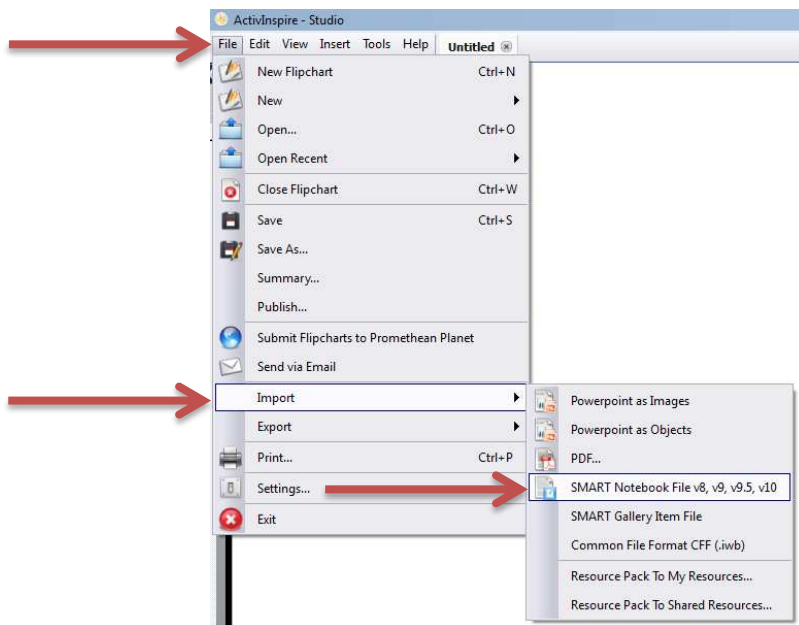 ActivInspire - Studio
File Edit View Insert Tools Help Untitled
New Flipchart Ctrl+N
New
Open... Ctrl+O
Open Recent
Close Flipchart Ctrl+W
Save Ctrl+S
Save As...
Summary...
Publish...
Submit Flipcharts to Promethean Planet
Send via Email
Import
Export
Print... Ctrl+P
Settings...
Exit
Powerpoint as Images
Powerpoint as Objects
PDF...
SMART Notebook File v8, v9, v9.5, v10
SMART Gallery Item File
Common File Format CFF (.iwb)
Resource Pack To My Resources...
Resource Pack To Shared Resources...